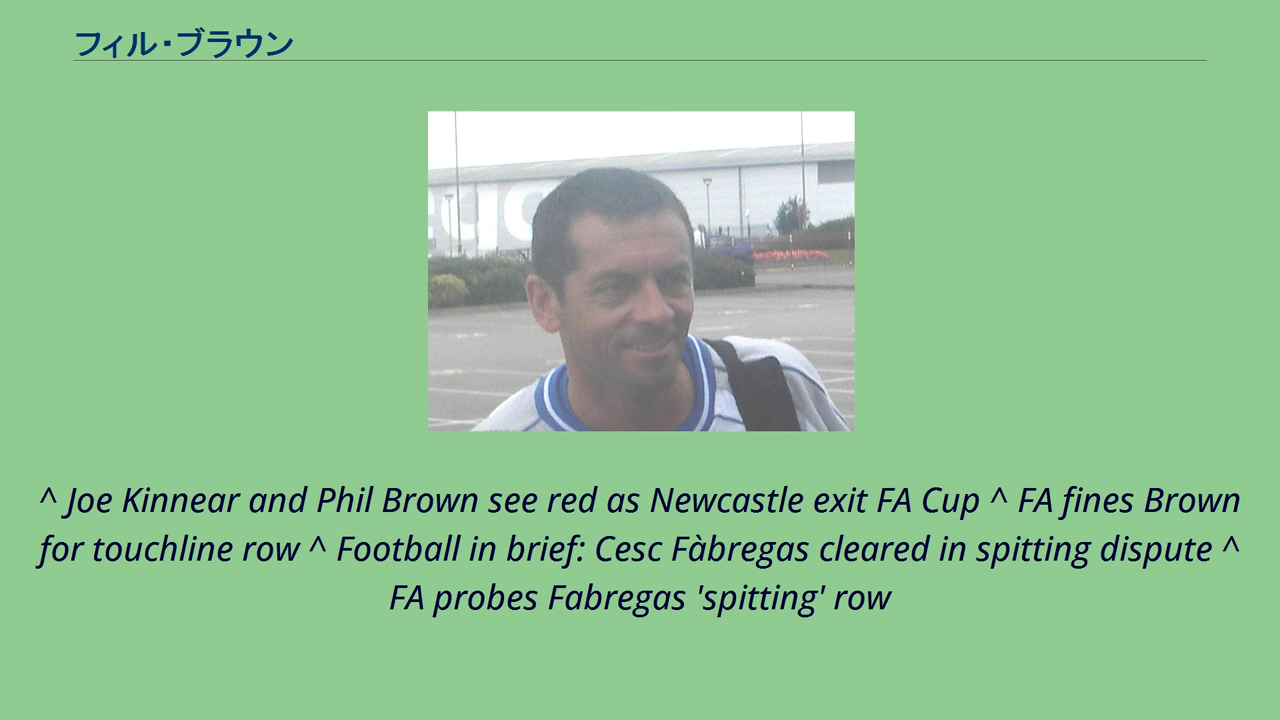 フィル・ブラウン
^ Joe Kinnear and Phil Brown see red as Newcastle exit FA Cup ^ FA fines Brown
for touchline row ^ Football in brief: Cesc Fàbregas cleared in spitting dispute ^
FA probes Fabregas 'spitting' row